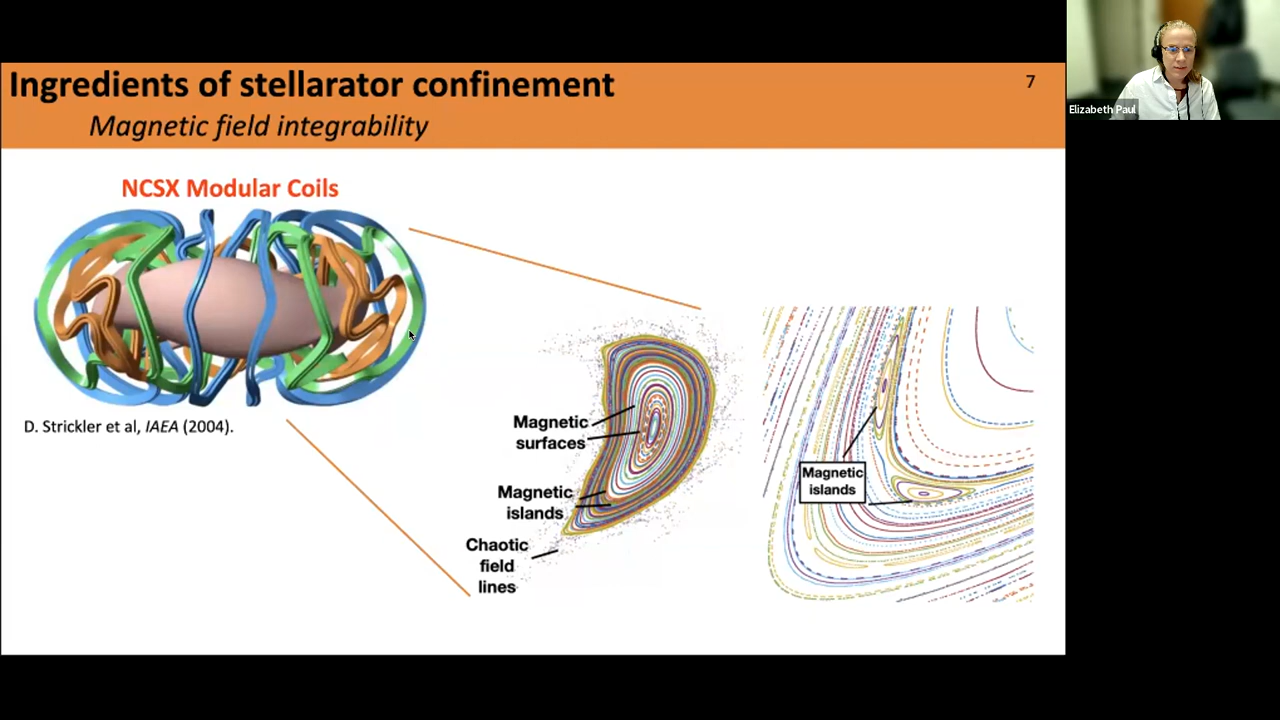 Ingredients of stellarator confinement
7
Magnetic field integrability
Elizabeth Paul
NCSX Modular Coils
D. Strickler et al, IAEA (2004).
Magnetic
surfaces
Magnetic
islands
Chaotic
field
lines
Magnetic
islands